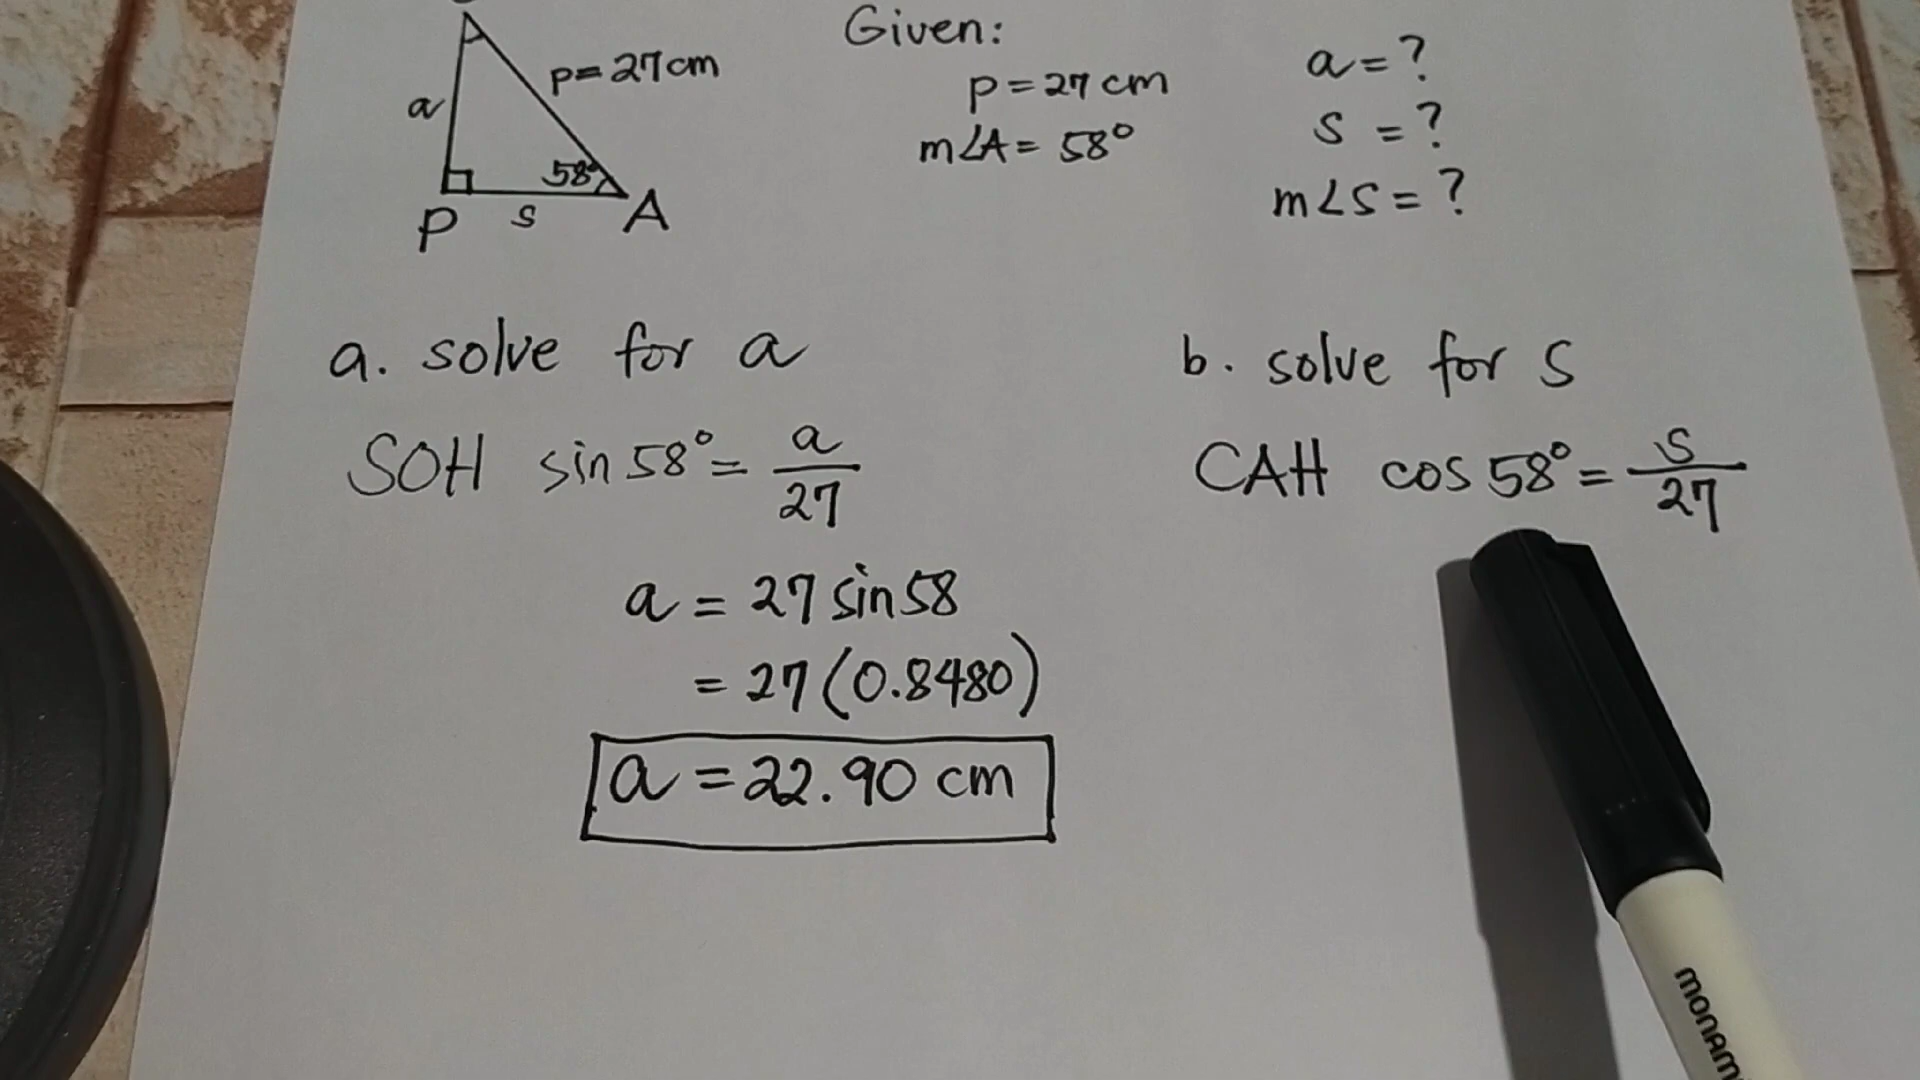 p=27cm
a
58°
P s A
Given:
p=27 cm
m∠A= 58°
a=?
s =?
m∠S=?
a. solve for a
SOH sin 58°= a/27
a = 27 sin 58
= 27(0.8480)
a = 22.90 cm
b. solve for s
CAH cos 58°= s/27
monami